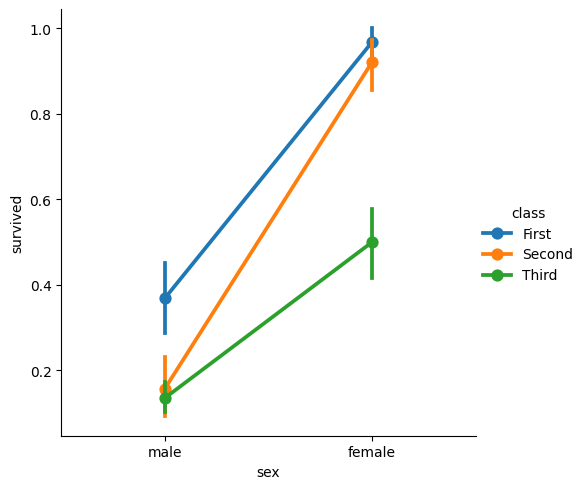 1.0
0.8
0.6
0.4
0.2
survived
male
female
sex
class
First
Second
Third